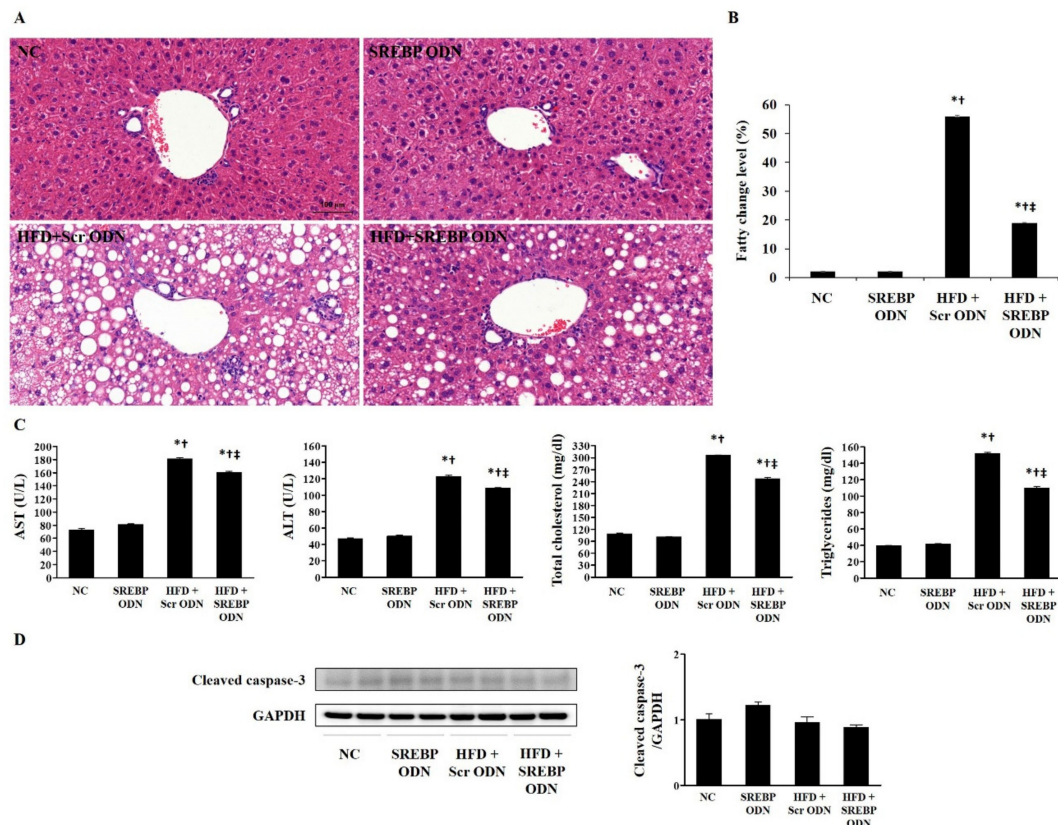 A
NC
SREBP ODN
100 μm
HFD+Scr ODN
HFD+SREBP ODN
B
Fatty change level (%)
60
50
40
30
20
10
0
*†
*†‡
NC
SREBP
ODN
HFD +
Scr ODN
HFD +
SREBP
ODN
C
AST (U/L)
200
180
160
140
120
100
80
60
40
20
0
*†
*†‡
NC
SREBP
ODN
HFD +
Scr ODN
HFD +
SREBP
ODN
ALT (U/L)
160
140
120
100
80
60
40
20
0
*†
*†‡
NC
SREBP
ODN
HFD +
Scr ODN
HFD +
SREBP ODN
Total cholesterol (mg/dl)
330
300
270
240
210
180
150
120
90
60
30
0
*†
*†‡
NC
SREBP
ODN
HFD +
Scr ODN
HFD +
SREBP
ODN
Triglycerides (mg/dl)
160
140
120
100
80
60
40
20
0
*†
*†‡
NC
SREBP
ODN
HFD +
Scr ODN
HFD +
SREBP
ODN
D
Cleaved caspase-3
GAPDH
NC
SREBP
ODN
HFD +
Scr ODN
HFD +
SREBP
ODN
Cleaved caspase-3
/GAPDH
2
1
0
NC
SREBP
ODN
HFD +
Scr ODN
HFD +
SREBP
ODN